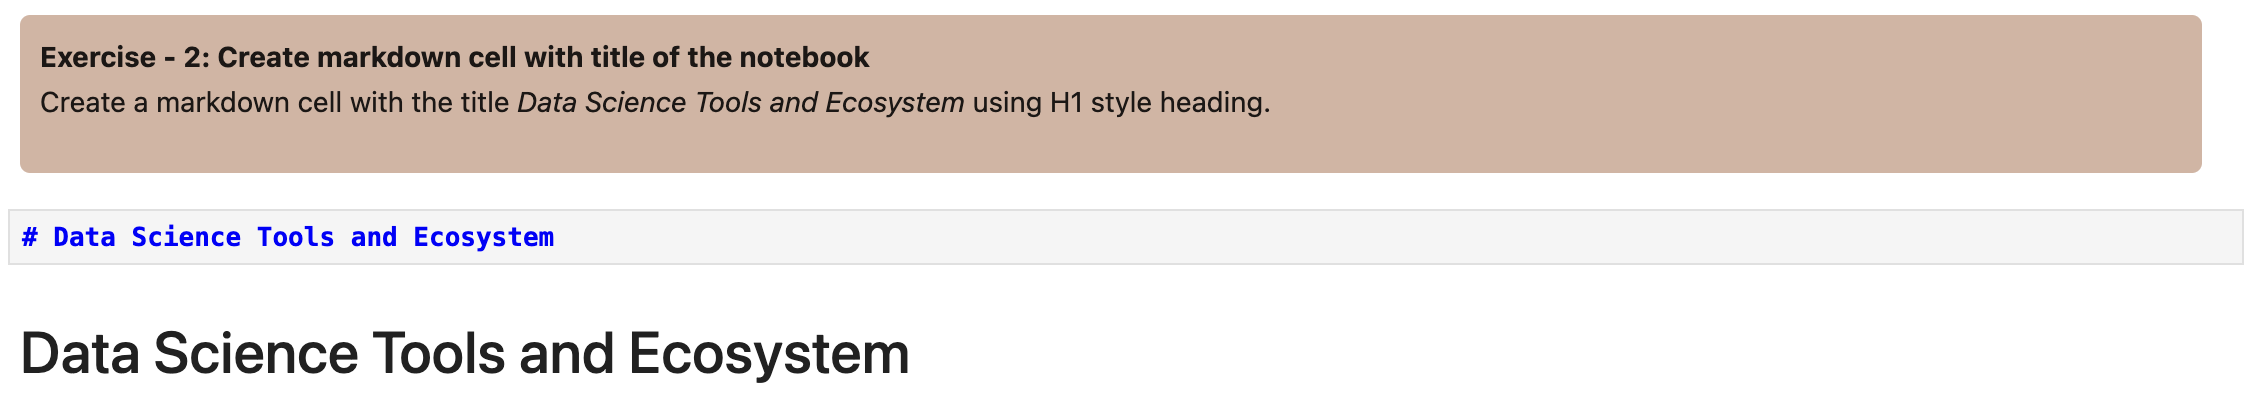 Exercise - 2: Create markdown cell with title of the notebook
Create a markdown cell with the title Data Science Tools and Ecosystem using H1 style heading.
# Data Science Tools and Ecosystem
Data Science Tools and Ecosystem